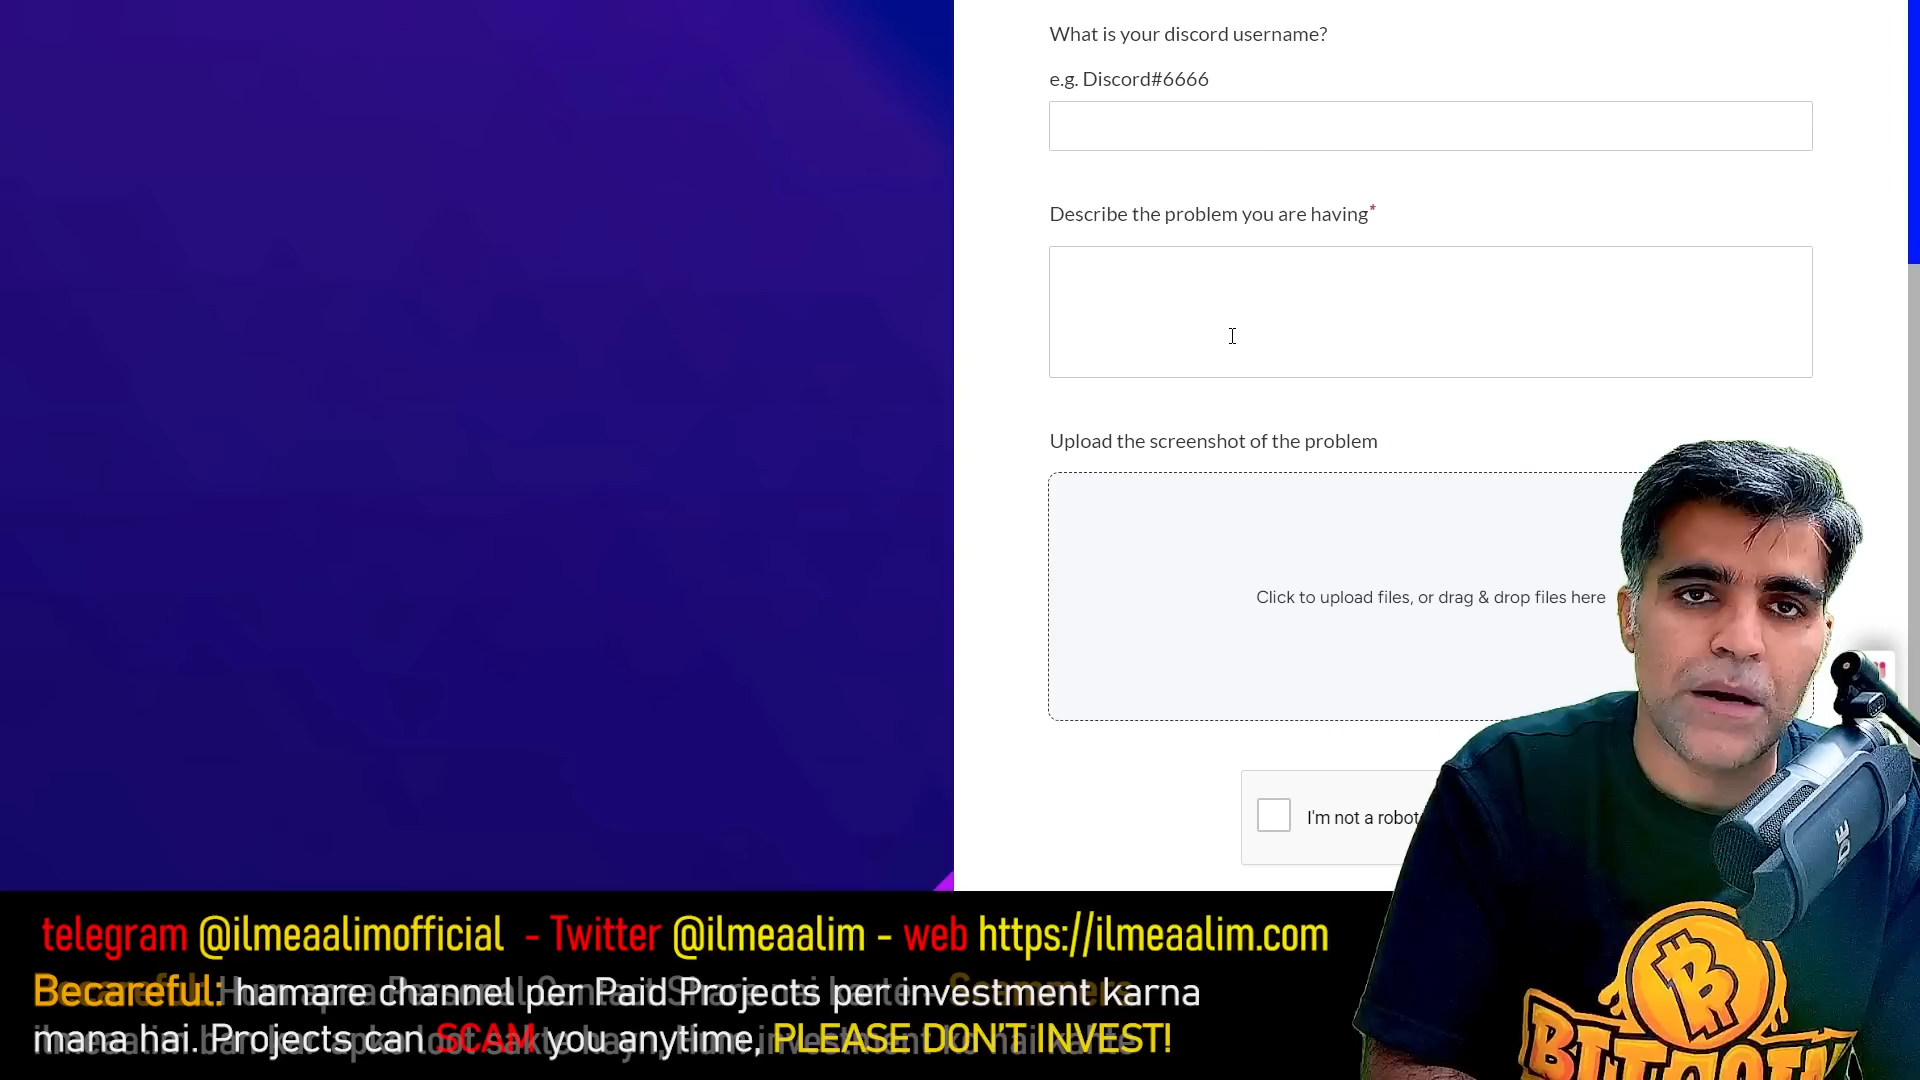 What is your discord username?
e.g. Discord#6666
Describe the problem you are having*
Upload the screenshot of the problem
Click to upload files, or drag & drop files here
I'm not a robot
telegram @ilmeaalimofficial - Twitter @ilmeaalim - web https://ilmeaalim.com
Becareful: hamare channel per Paid Projects per investment karna
mana hai. Projects can SCAM you anytime, PLEASE DON'T INVEST!
BITCOIN